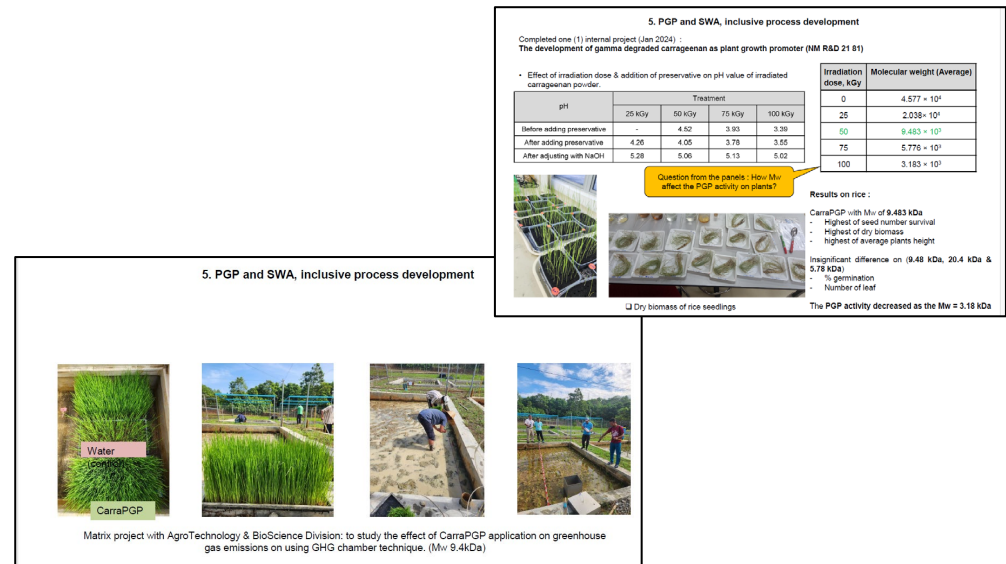 5. PGP and SWA, inclusive process development
Completed one (1) internal project (Jan 2024) :
The development of gamma degraded carrageenan as plant growth promoter (NM R&D 21 81)
• Effect of irradiation dose & addition of preservative on pH value of irradiated
carrageenan powder.
pH Treatment
25 kGy 50 kGy 75 kGy 100 kGy
Before adding preservative - 4.52 3.93 3.39
After adding preservative 4.26 4.05 3.78 3.55
After adjusting with NaOH 5.28 5.06 5.13 5.02
Irradiation
dose, kGy
Molecular weight (Average)
0 4.577 × 10⁴
25 2.038× 10⁴
50 9.483 × 10³
75 5.776 × 10³
100 3.183 × 10³
Question from the panels : How Mw
affect the PGP activity on plants?
Results on rice :
CarraPGP with Mw of 9.483 kDa
- Highest of seed number survival
- Highest of dry biomass
- highest of average plants height
Insignificant difference on (9.48 kDa, 20.4 kDa &
5.78 kDa)
- % germination
- Number of leaf
The PGP activity decreased as the Mw = 3.18 kDa
❑ Dry biomass of rice seedlings
5. PGP and SWA, inclusive process development
Water
(control)
CarraPGP
Matrix project with AgroTechnology & BioScience Division: to study the effect of CarraPGP application on greenhouse
gas emissions on using GHG chamber technique. (Mw 9.4kDa)